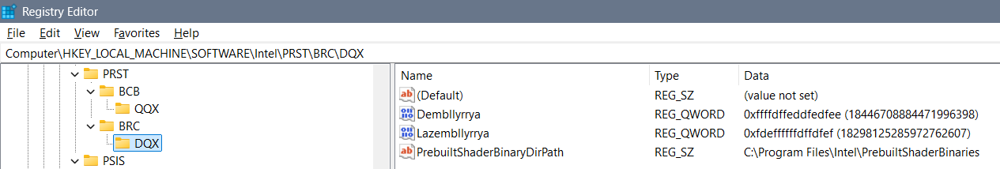 Registry Editor
File Edit View Favorites Help
Computer\HKEY_LOCAL_MACHINE\SOFTWARE\Intel\PRST\BRC\DQX
PRST
BCB
QQX
BRC
DQX
PSIS
Name Type Data
(Default) REG_SZ (value not set)
Dembllyrrya REG_QWORD 0xffffdffeddfedfee (18446708884471996398)
Lazembllyrrya REG_QWORD 0xfdeffffffdffdfef (18298125285972762607)
PrebuiltShaderBinaryDirPath REG_SZ C:\Program Files\Intel\PrebuiltShaderBinaries